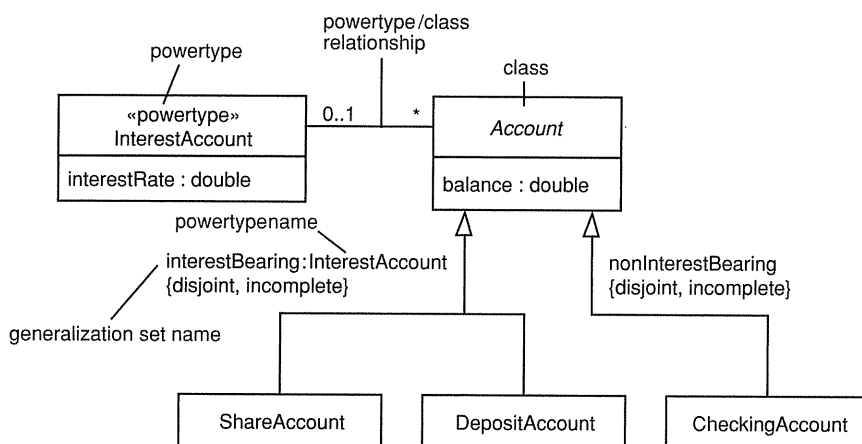 powertype/class
relationship
powertype
class
«powertype»
InterestAccount
0..1
*
Account
interestRate : double
balance : double
powertypename
interestBearing:InterestAccount
{disjoint, incomplete}
nonInterestBearing
{disjoint, incomplete}
generalization set name
ShareAccount
DepositAccount
CheckingAccount